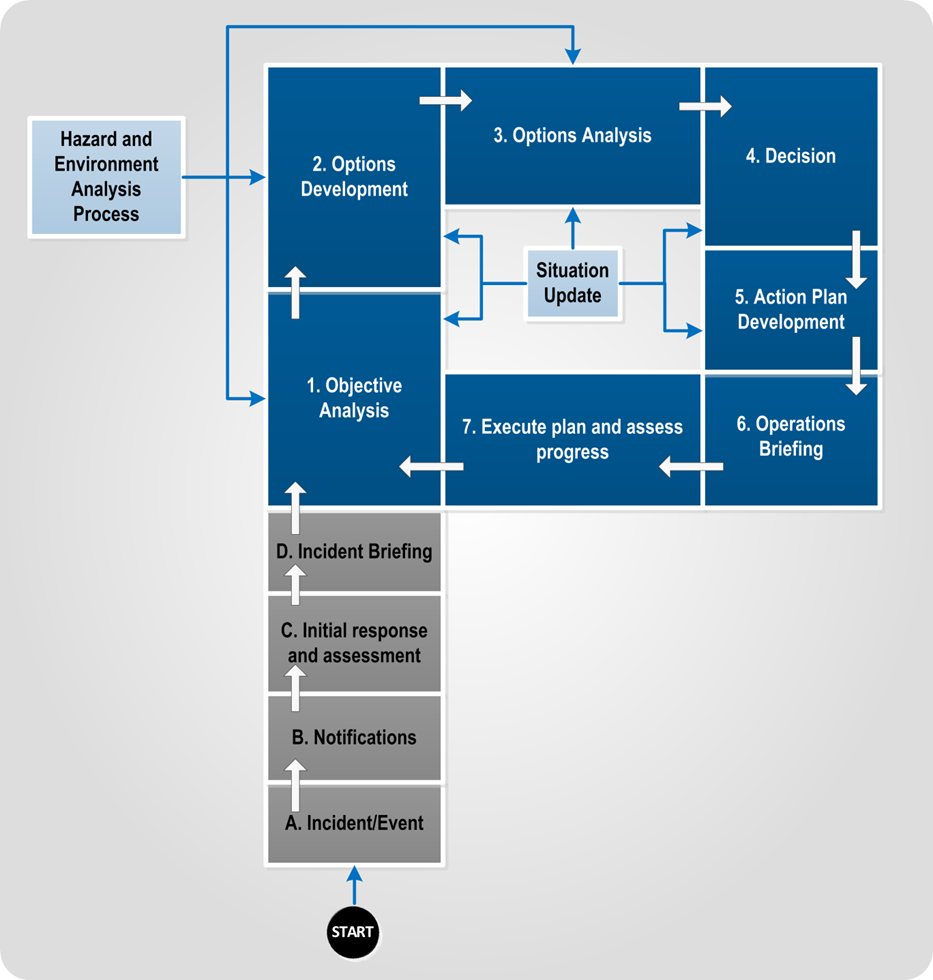 Hazard and
Environment
Analysis
Process
2. Options
Development
3. Options Analysis
4. Decision
Situation
Update
5. Action Plan
Development
1. Objective
Analysis
7. Execute plan and assess
progress
6. Operations
Briefing
D. Incident Briefing
C. Initial response
and assessment
B. Notifications
A. Incident/Event
START